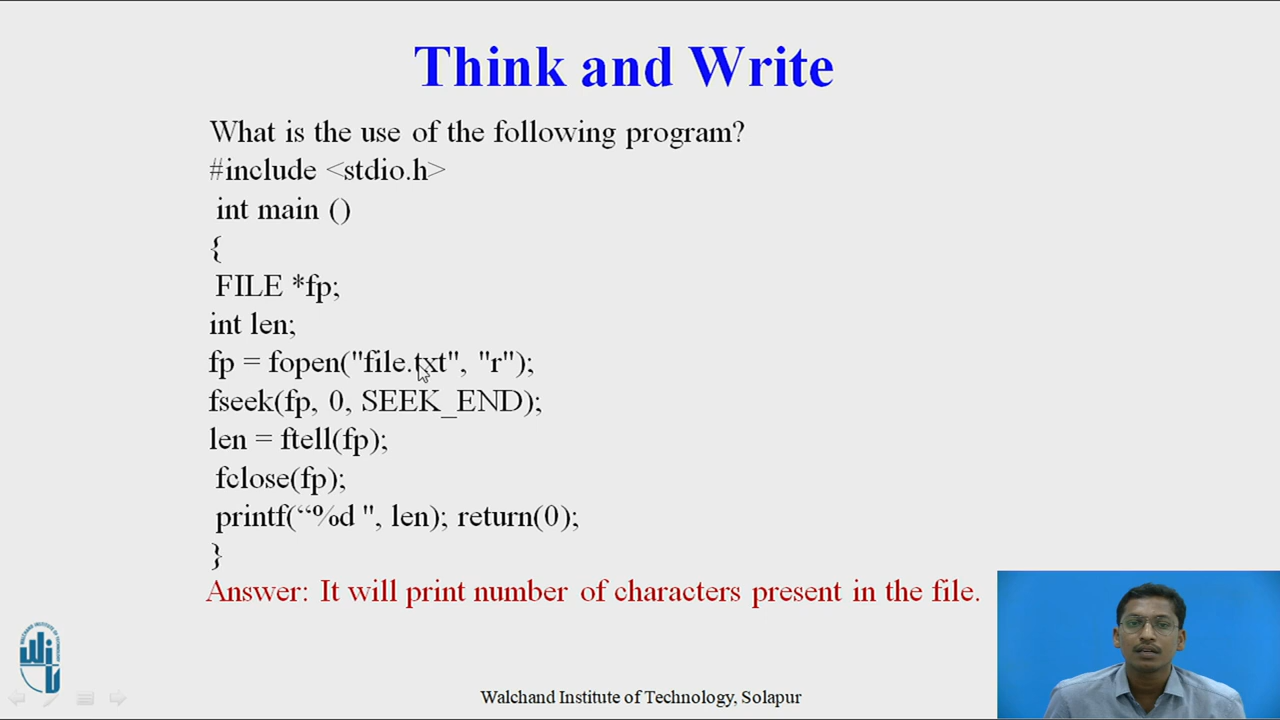 Think and Write
What is the use of the following program?
#include <stdio.h>
int main ()
{
FILE *fp;
int len;
fp = fopen("file.txt", "r");
fseek(fp, 0, SEEK_END);
len = ftell(fp);
fclose(fp);
printf(“%d ", len); return(0);
}
Answer: It will print number of characters present in the file.
Walchand Institute of Technology, Solapur